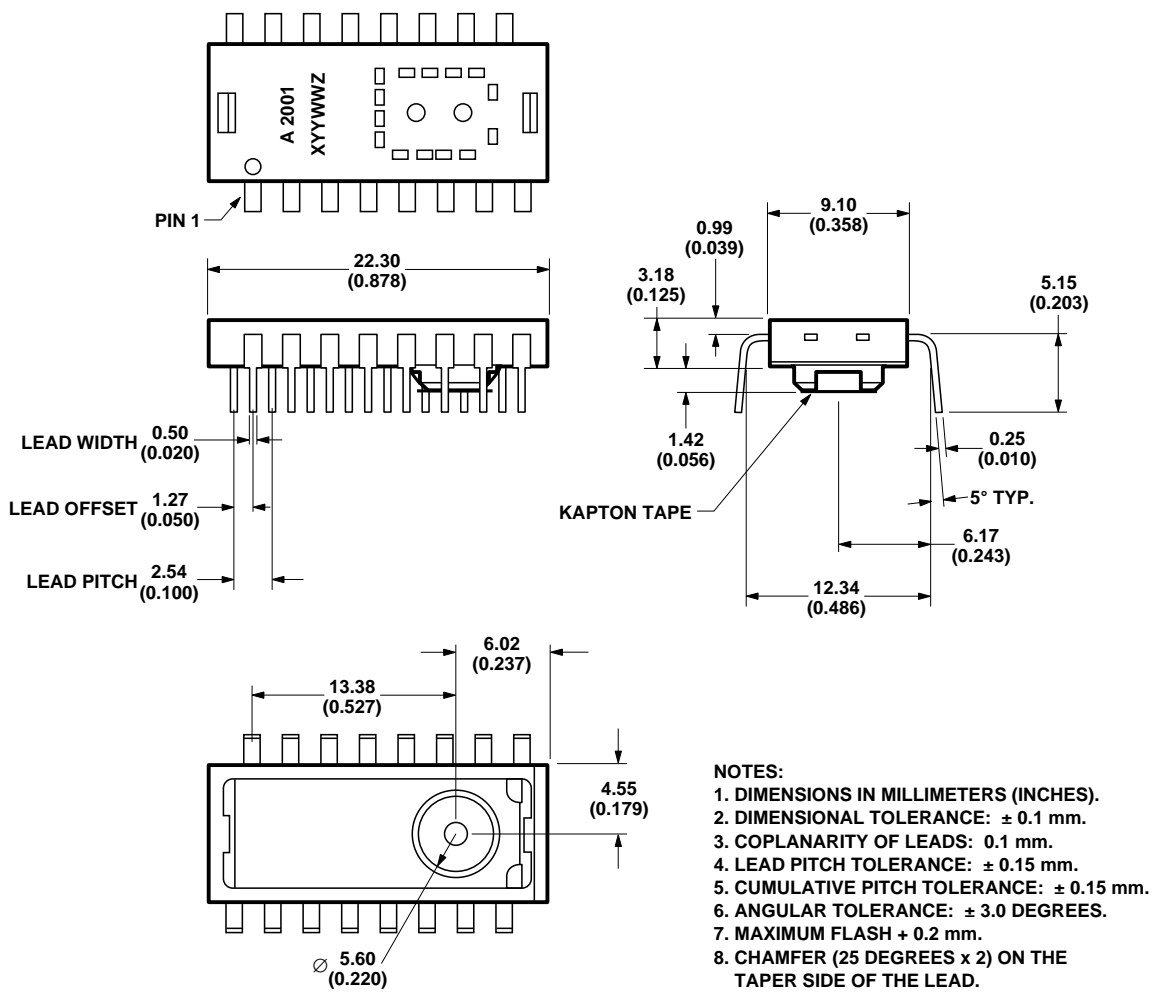 A 2001
XYYWWZ
PIN 1
22.30
(0.878)
LEAD WIDTH 0.50
(0.020)
LEAD OFFSET 1.27
(0.050)
LEAD PITCH 2.54
(0.100)
9.10
(0.358)
0.99
(0.039)
3.18
(0.125)
5.15
(0.203)
1.42
(0.056)
0.25
(0.010)
KAPTON TAPE
5° TYP.
6.17
(0.243)
12.34
(0.486)
6.02
(0.237)
13.38
(0.527)
4.55
(0.179)
∅ 5.60
(0.220)
NOTES:
1. DIMENSIONS IN MILLIMETERS (INCHES).
2. DIMENSIONAL TOLERANCE: ± 0.1 mm.
3. COPLANARITY OF LEADS: 0.1 mm.
4. LEAD PITCH TOLERANCE: ± 0.15 mm.
5. CUMULATIVE PITCH TOLERANCE: ± 0.15 mm.
6. ANGULAR TOLERANCE: ± 3.0 DEGREES.
7. MAXIMUM FLASH + 0.2 mm.
8. CHAMFER (25 DEGREES x 2) ON THE
TAPER SIDE OF THE LEAD.